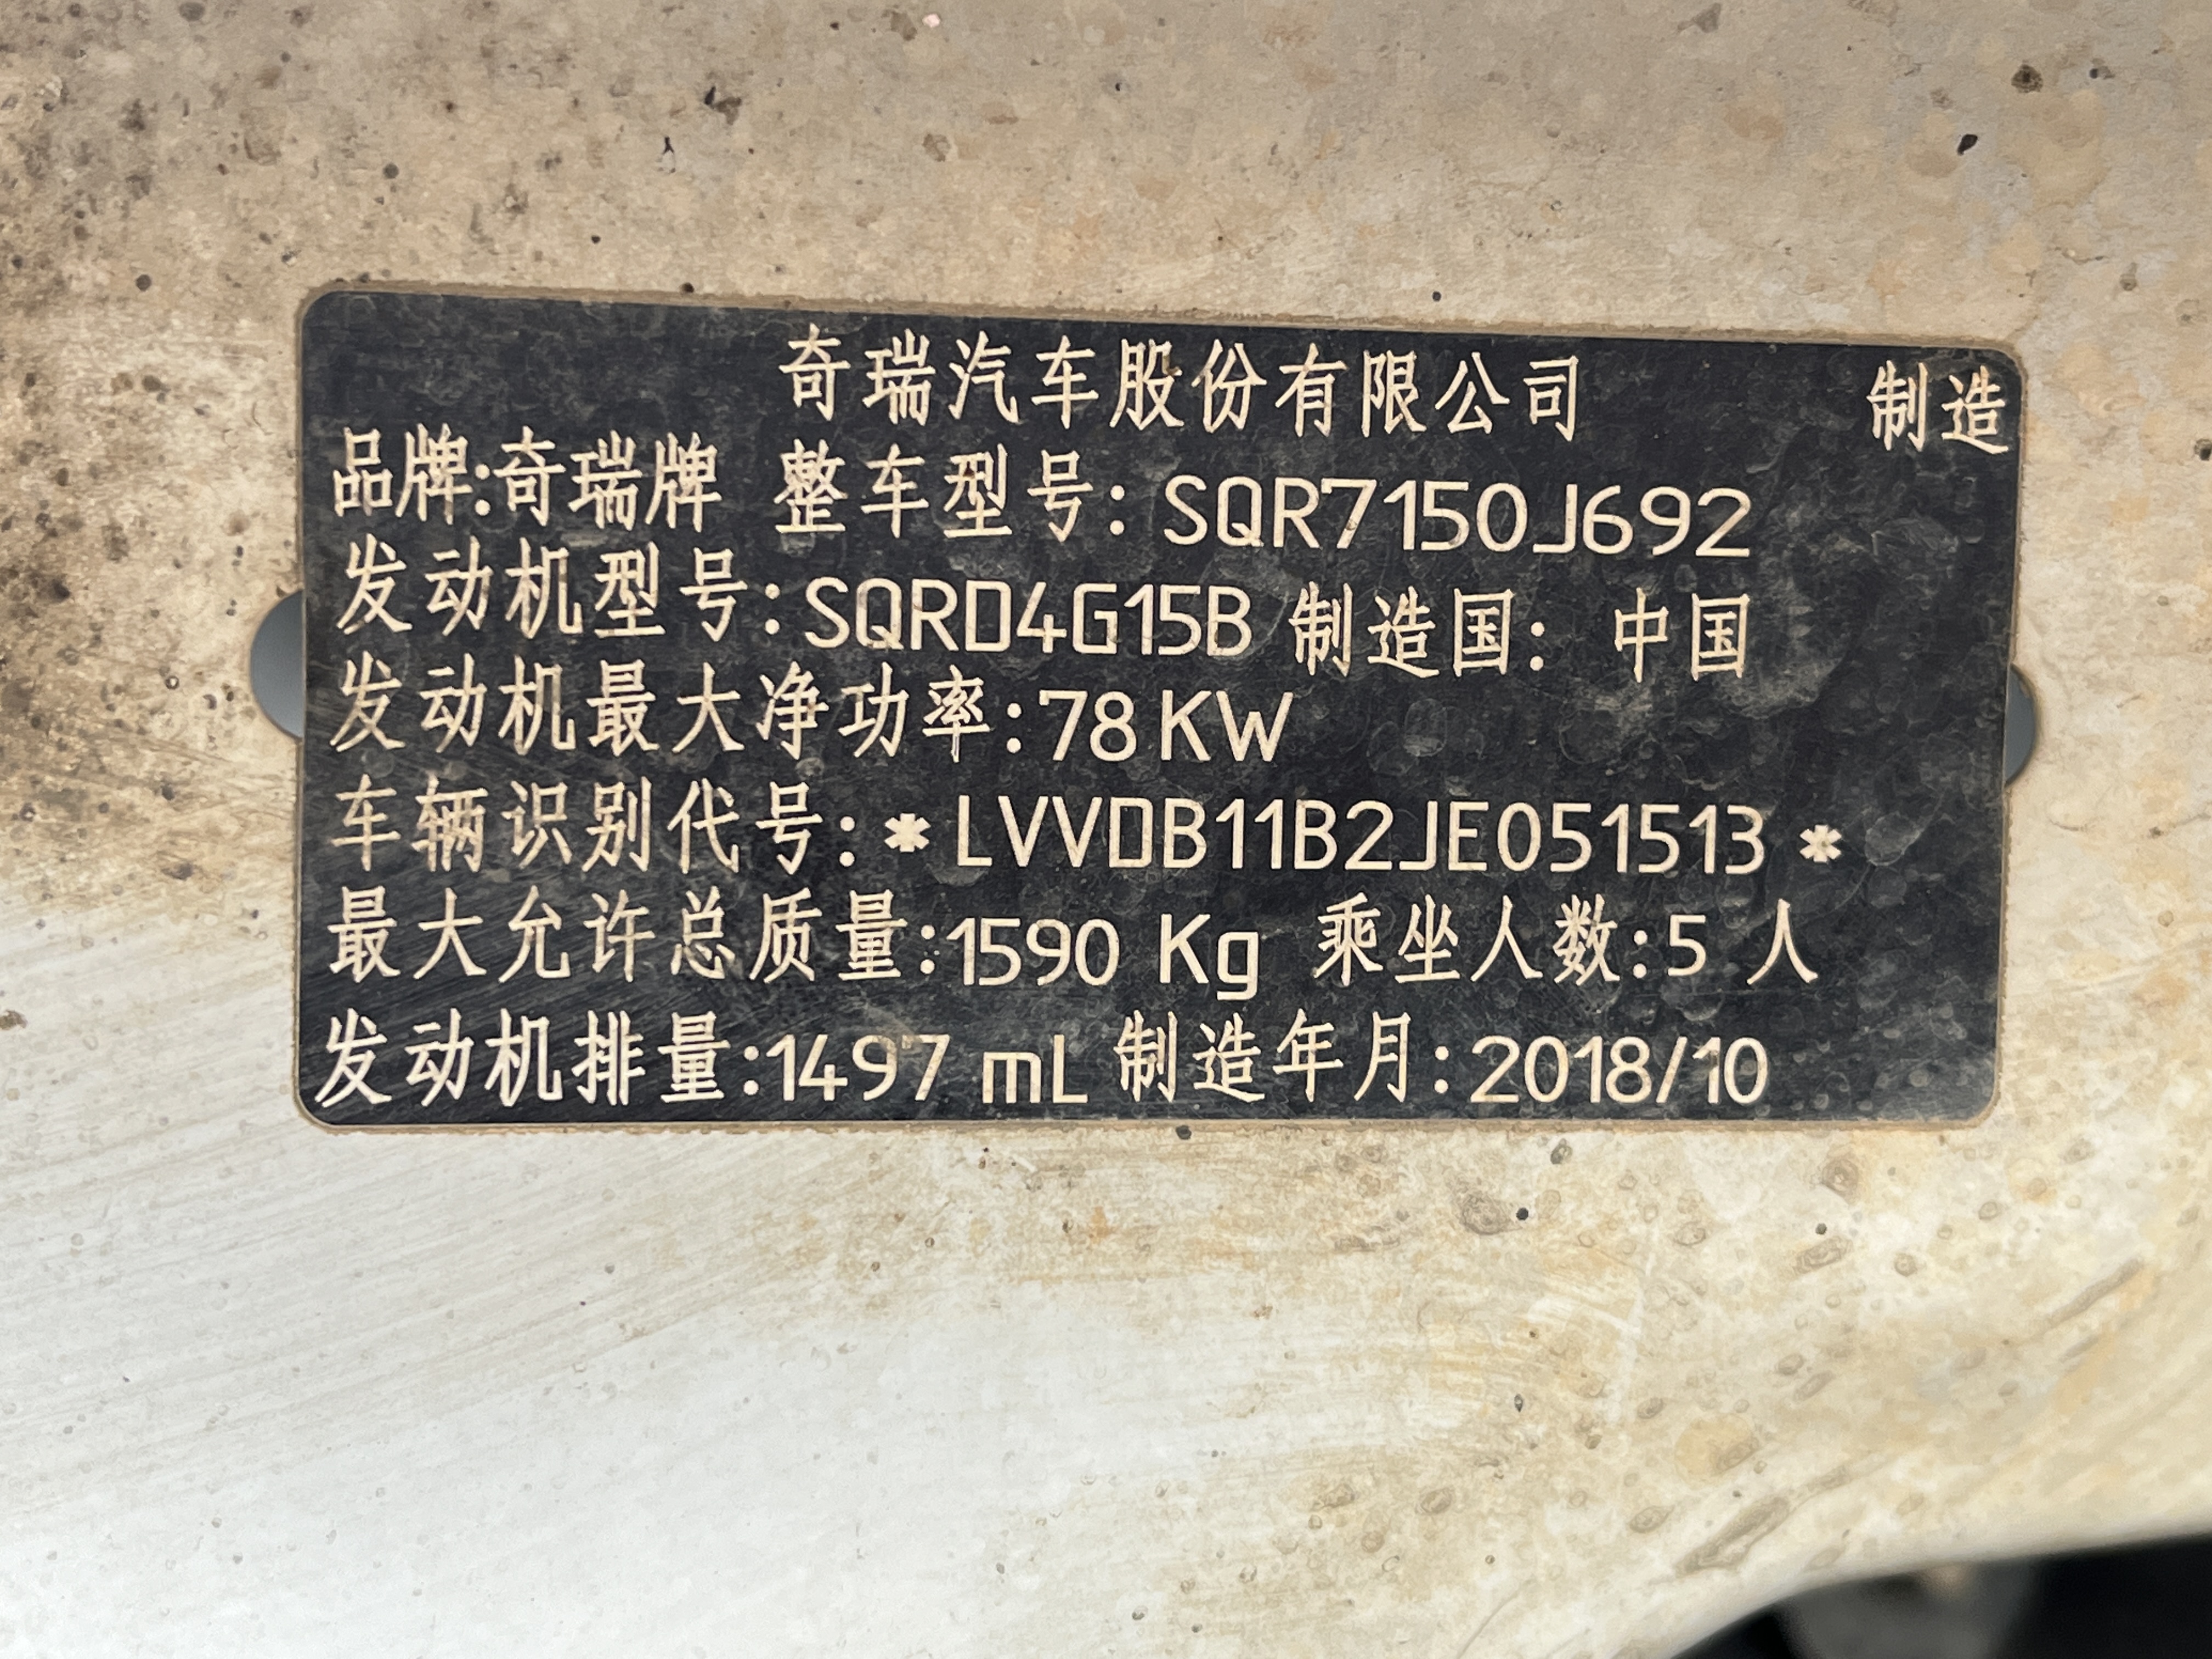 奇瑞汽车股份有限公司 制造
品牌:奇瑞牌 整车型号: SQR7150J692
发动机型号:SQRD4G15B 制造国: 中国
发动机最大净功率:78KW
车辆识别代号:*LVVDB11B2JE051513*
最大允许总质量:1590 Kg 乘坐人数:5 人
发动机排量:1497 mL 制造年月:2018/10